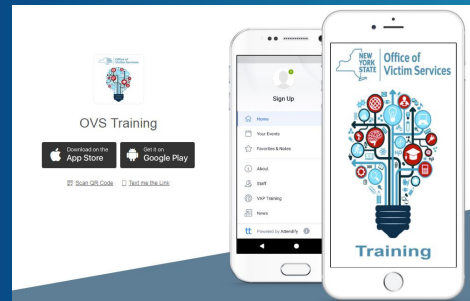 OVS Training
Download on the
App Store
Get it on
Google Play
Scan QR Code
Text me the Link
Sign Up
Home
Your Events
Favorites & Notes
About
Staff
VAP Training
News
Powered by Attendify
NEW
YORK
STATE
Office of
Victim Services
Training